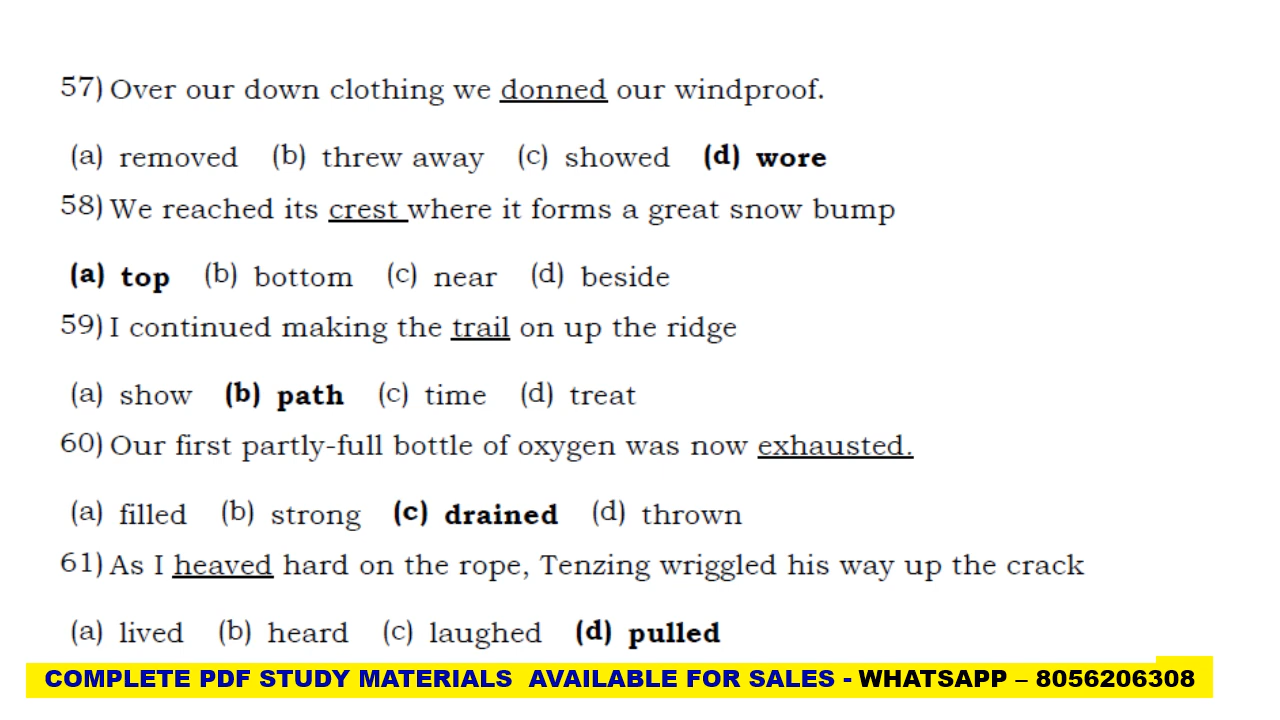 57) Over our down clothing we donned our windproof.
(a) removed (b) threw away (c) showed (d) wore
58) We reached its crest where it forms a great snow bump
(a) top (b) bottom (c) near (d) beside
59) I continued making the trail on up the ridge
(a) show (b) path (c) time (d) treat
60) Our first partly-full bottle of oxygen was now exhausted.
(a) filled (b) strong (c) drained (d) thrown
61) As I heaved hard on the rope, Tenzing wriggled his way up the crack
(a) lived (b) heard (c) laughed (d) pulled
COMPLETE PDF STUDY MATERIALS AVAILABLE FOR SALES - WHATSAPP – 8056206308